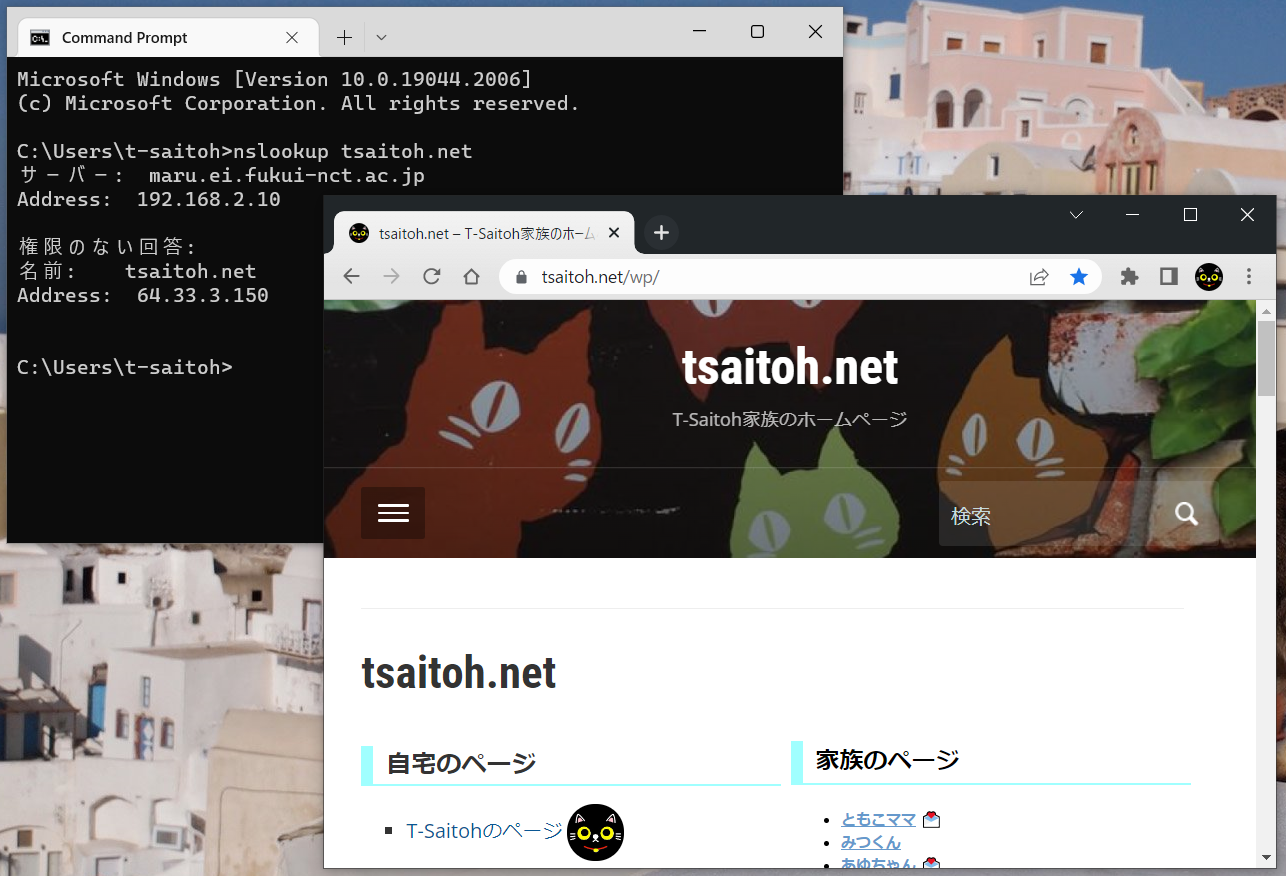 Command Prompt
Microsoft Windows [Version 10.0.19044.2006]
(c) Microsoft Corporation. All rights reserved.
C:\Users\t-saitoh>nslookup tsaitoh.net
サーバー:  maru.ei.fukui-nct.ac.jp
Address:  192.168.2.10
権限のない回答:
名前:    tsaitoh.net
Address:  64.33.3.150
C:\Users\t-saitoh>
tsaitoh.net – T-Saitoh家族のホーム
tsaitoh.net/wp/
tsaitoh.net
T-Saitoh家族のホームページ
検索
tsaitoh.net
自宅のページ
T-Saitohのページ
家族のページ
ともこママ
みつくん
あゆちゃん